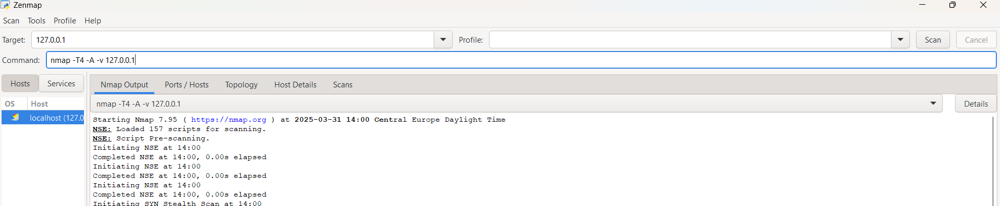 Zenmap
Scan Tools Profile Help
Target: 127.0.0.1 Profile: Scan Cancel
Command: nmap -T4 -A -v 127.0.0.1
Hosts Services Nmap Output Ports / Hosts Topology Host Details Scans
OS Host nmap -T4 -A -v 127.0.0.1 Details
localhost (127.0
Starting Nmap 7.95 ( https://nmap.org ) at 2025-03-31 14:00 Central Europe Daylight Time
NSE: Loaded 157 scripts for scanning.
NSE: Script Pre-scanning.
Initiating NSE at 14:00
Completed NSE at 14:00, 0.00s elapsed
Initiating NSE at 14:00
Completed NSE at 14:00, 0.00s elapsed
Initiating NSE at 14:00
Completed NSE at 14:00, 0.00s elapsed
Initiating SYN Stealth Scan at 14:00